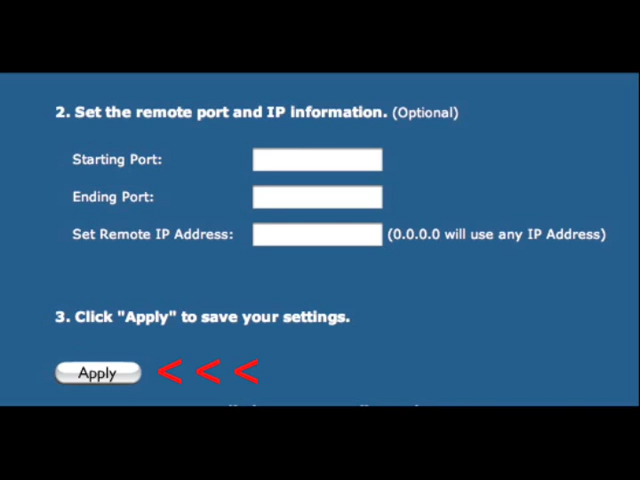 2. Set the remote port and IP information. (Optional)
Starting Port:
Ending Port:
Set Remote IP Address: (0.0.0.0 will use any IP Address)
3. Click "Apply" to save your settings.
Apply <<<